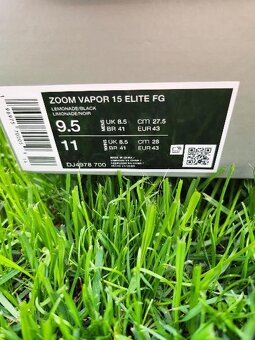 ZOOM VAPOR 15 ELITE FG
LEMONADE/BLACK
LIMONADE/NOIR
9.5 UK 8.5 cm 27.5
BR 41 EUR 43
11 UK 8.5 cm 28
BR 41 EUR 43
DJ4978 700